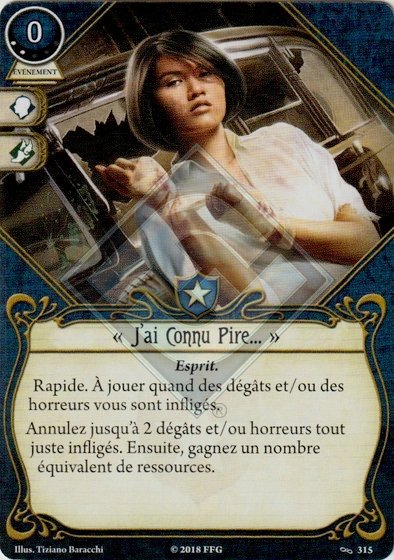 0
ÉVÉNEMENT
« J'ai Connu Pire... »
Esprit.
Rapide. À jouer quand des dégâts et/ou des
horreurs vous sont infligés.
Annulez jusqu'à 2 dégâts et/ou horreurs tout
juste infligés. Ensuite, gagnez un nombre
équivalent de ressources.
Illus. Tiziano Baracchi
© 2018 FFG
315